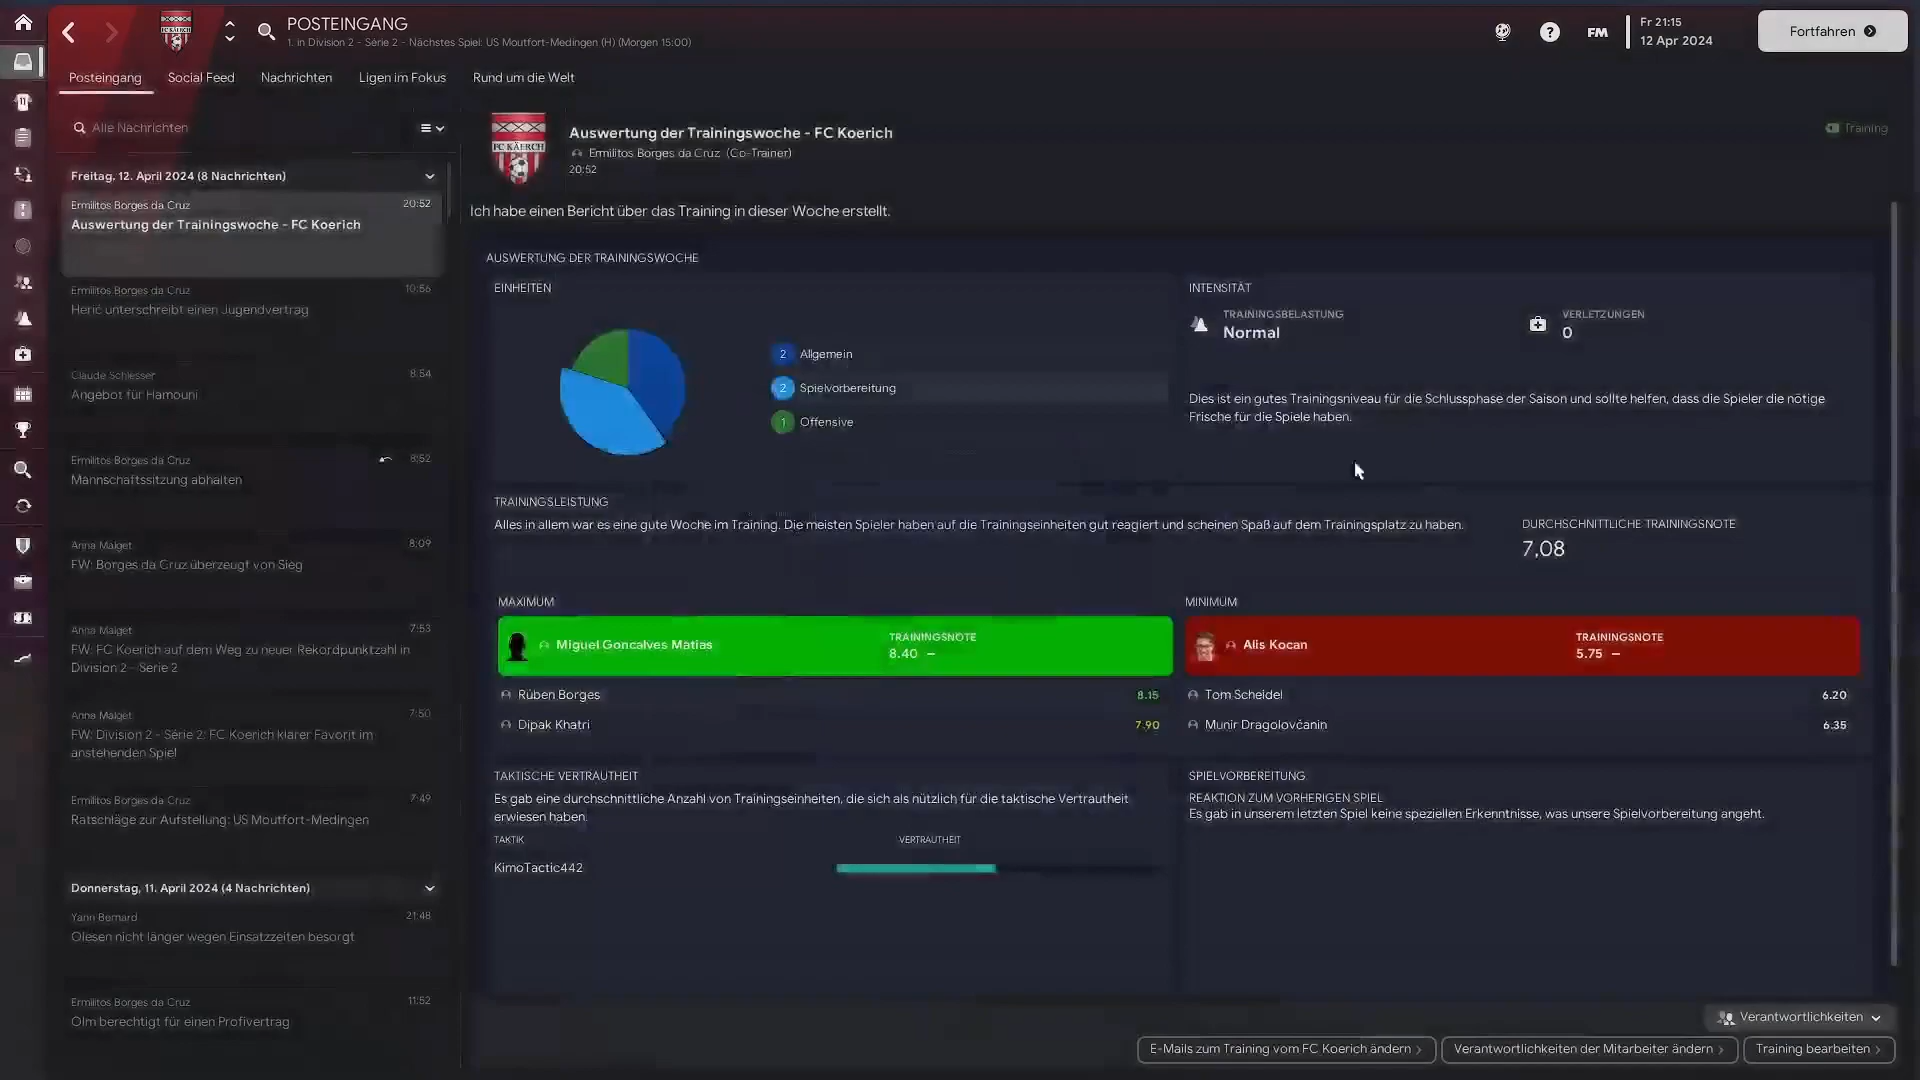 POSTEINGANG
1. in Division 2 - Série 2 - Nächstes Spiel: US Moutfort-Medingen (H) (Morgen 15:00)
FM
Fr 21:15
12 Apr 2024
Fortfahren
Posteingang
Social Feed
Nachrichten
Ligen im Fokus
Rund um die Welt
Alle Nachrichten
Freitag, 12. April 2024 (8 Nachrichten)
Emilitos Borges da Cruz 20:52
Auswertung der Trainingswoche - FC Koerich
Ermilitos Borges da Cruz 10:56
Herić unterschreibt einen Jugendvertrag
Claude Schlesser 8:54
Angebot für Hamouni
Ermilitos Borges da Cruz 8:52
Mannschaftssitzung abhalten
Anna Malget 8:09
FW: Borges da Cruz überzeugt von Sieg
Anna Malget 7:53
FW: FC Koerich auf dem Weg zu neuer Rekordpunktzahl in
Division 2 - Série 2
Anna Malget 7:50
FW: Division 2 - Série 2: FC Koerich klarer Favorit im
anstehenden Spiel
Ermilitos Borges da Cruz 7:49
Ratschläge zur Aufstellung: US Moutfort-Medingen
Donnerstag, 11. April 2024 (4 Nachrichten)
Yann Bernard 21:48
Olesen nicht länger wegen Einsatzzeiten besorgt
Ermilitos Borges da Cruz 11:52
Olm berechtigt für einen Profivertrag
FC KÄERCH
Auswertung der Trainingswoche - FC Koerich
Ermilitos Borges da Cruz (Co-Trainer)
20:52
Training
Ich habe einen Bericht über das Training in dieser Woche erstellt.
AUSWERTUNG DER TRAININGSWOCHE
EINHEITEN
2 Allgemein
2 Spielvorbereitung
1 Offensive
INTENSITÄT
TRAININGSBELASTUNG
Normal
VERLETZUNGEN
0
Dies ist ein gutes Trainingsniveau für die Schlussphase der Saison und sollte helfen, dass die Spieler die nötige
Frische für die Spiele haben.
TRAININGSLEISTUNG
Alles in allem war es eine gute Woche im Training. Die meisten Spieler haben auf die Trainingseinheiten gut reagiert und scheinen Spaß auf dem Trainingsplatz zu haben.
DURCHSCHNITTLICHE TRAININGSNOTE
7,08
MAXIMUM
Miguel Goncalves Matias
TRAININGSNOTE
8.40 –
Rúben Borges 8.15
Dipak Khatri 7.90
MINIMUM
Alis Kocan
TRAININGSNOTE
5.75 –
Tom Scheidel 6.20
Munir Dragolovčanin 6.35
TAKTISCHE VERTRAUTHEIT
Es gab eine durchschnittliche Anzahl von Trainingseinheiten, die sich als nützlich für die taktische Vertrautheit
erwiesen haben.
TAKTIK VERTRAUTHEIT
KimoTactic442
SPIELVORBEREITUNG
REAKTION ZUM VORHERIGEN SPIEL
Es gab in unserem letzten Spiel keine speziellen Erkenntnisse, was unsere Spielvorbereitung angeht.
Verantwortlichkeiten
E-Mails zum Training vom FC Koerich ändern
Verantwortlichkeiten der Mitarbeiter ändern
Training bearbeiten